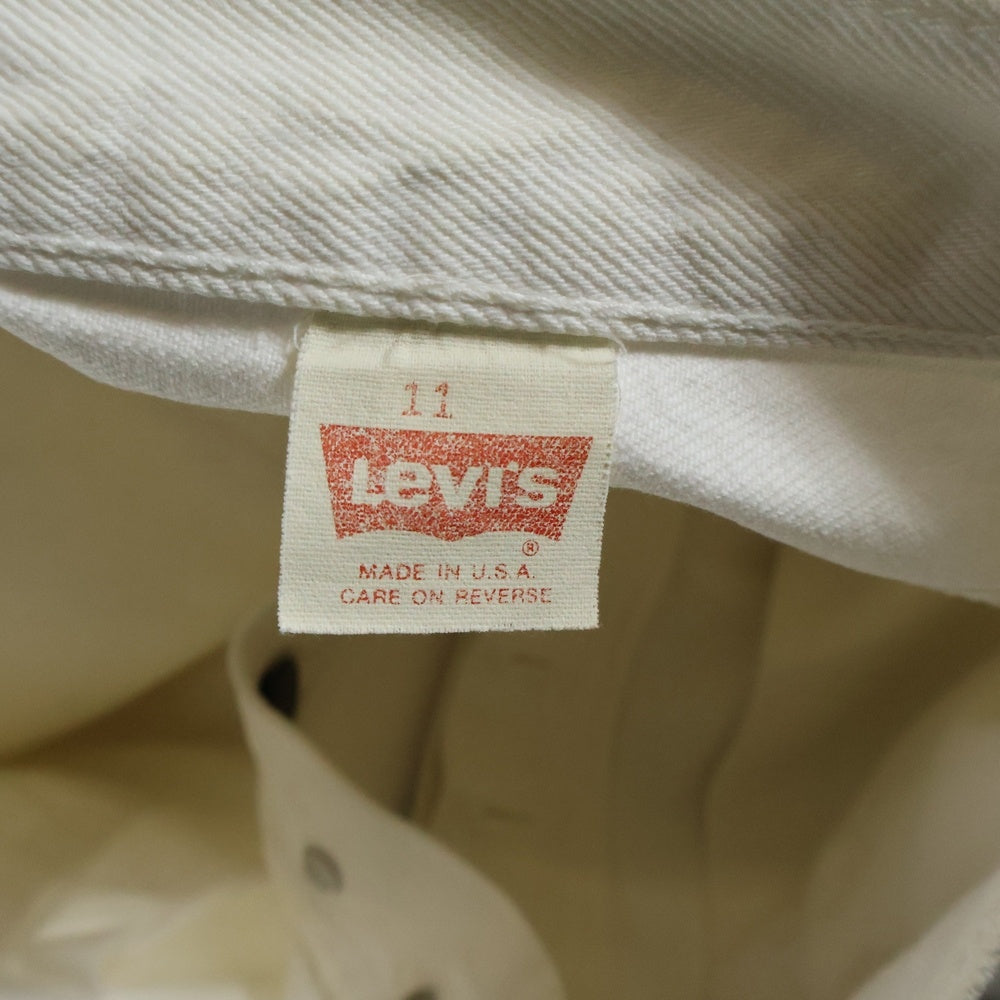 11
Levi's
®
MADE IN U.S.A.
CARE ON REVERSE